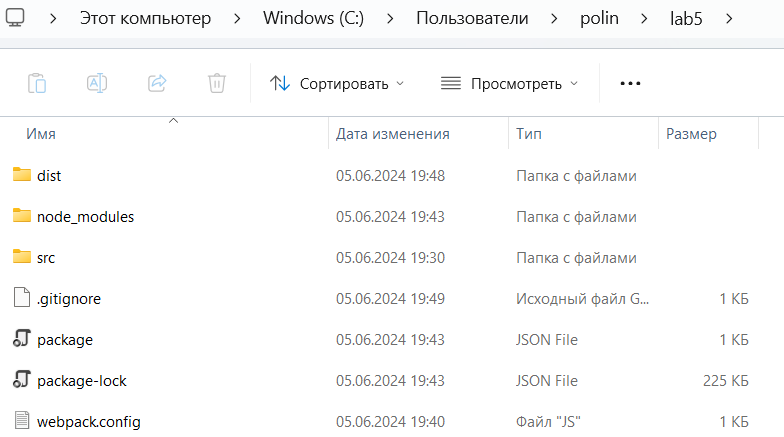 Этот компьютер > Windows (C:) > Пользователи > polin > lab5 >
Сортировать Просмотреть
Имя Дата изменения Тип Размер
dist 05.06.2024 19:48 Папка с файлами
node_modules 05.06.2024 19:43 Папка с файлами
src 05.06.2024 19:30 Папка с файлами
.gitignore 05.06.2024 19:49 Исходный файл G... 1 КБ
package 05.06.2024 19:43 JSON File 1 КБ
package-lock 05.06.2024 19:43 JSON File 225 КБ
webpack.config 05.06.2024 19:40 Файл "JS" 1 КБ